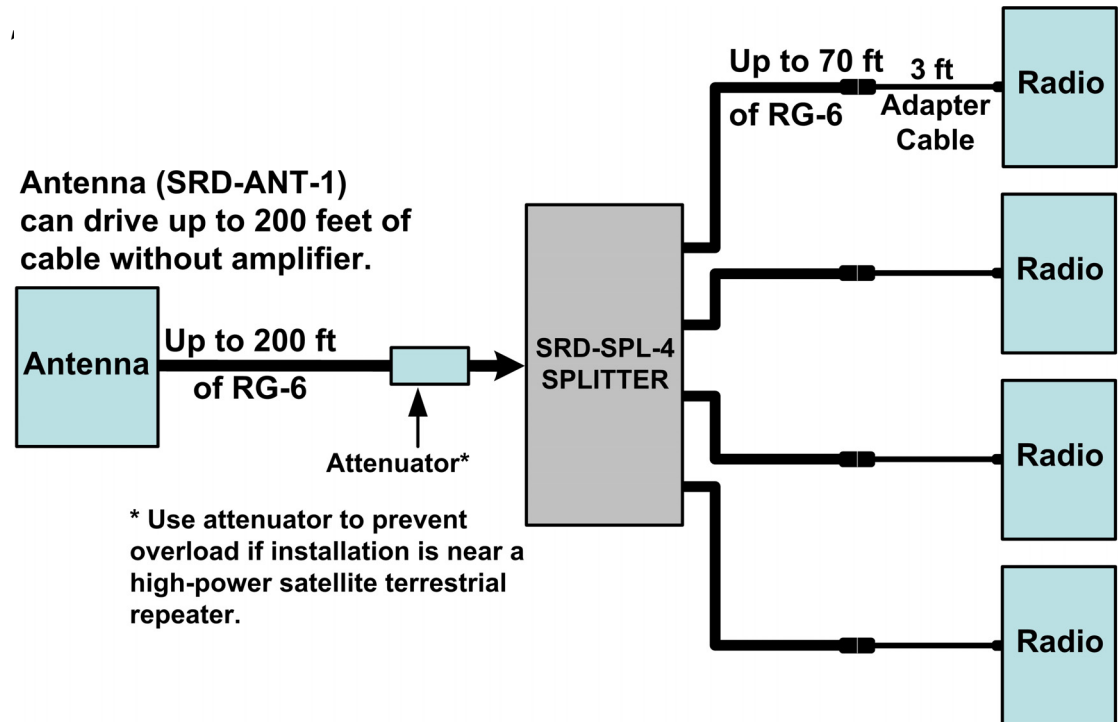 Antenna (SRD-ANT-1)
can drive up to 200 feet of
cable without amplifier.
Antenna
Up to 200 ft
of RG-6
Attenuator*
* Use attenuator to prevent
overload if installation is near a
high-power satellite terrestrial
repeater.
SRD-SPL-4
SPLITTER
Up to 70 ft
of RG-6
3 ft
Adapter
Cable
Radio
Radio
Radio
Radio